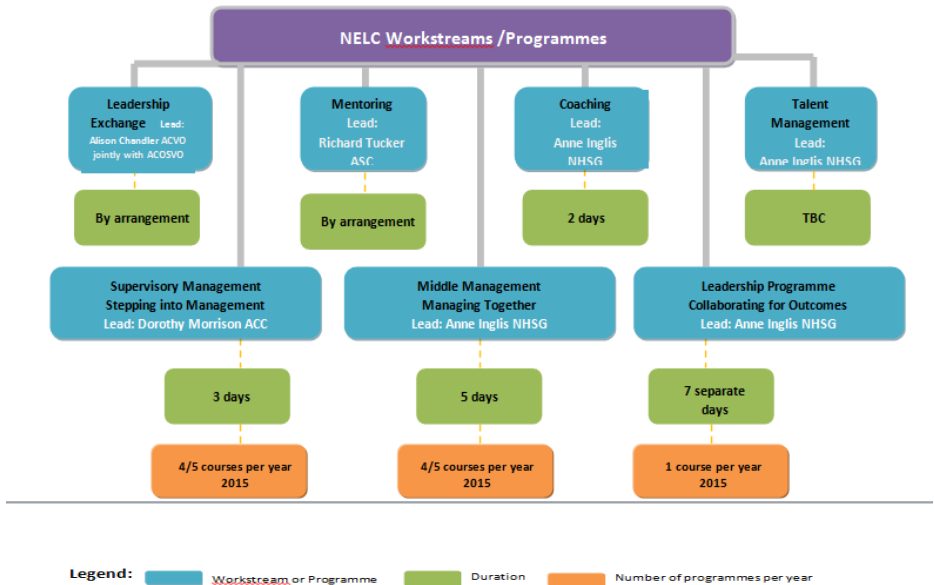 NELC Workstreams /Programmes
Leadership
Exchange Lead:
Alison Chandler ACVO
jointly with ACOSVO
Mentoring
Lead:
Richard Tucker
ASC
Coaching
Lead:
Anne Inglis
NHSG
Talent
Management
Lead:
Anne Inglis NHSG
By arrangement
By arrangement
2 days
TBC
Supervisory Management
Stepping into Management
Lead: Dorothy Morrison ACC
Middle Management
Managing Together
Lead: Anne Inglis NHSG
Leadership Programme
Collaborating for Outcomes
Lead: Anne Inglis NHSG
3 days
5 days
7 separate
days
4/5 courses per year
2015
4/5 courses per year
2015
1 course per year
2015
Legend:
Workstream or Programme
Duration
Number of programmes per year